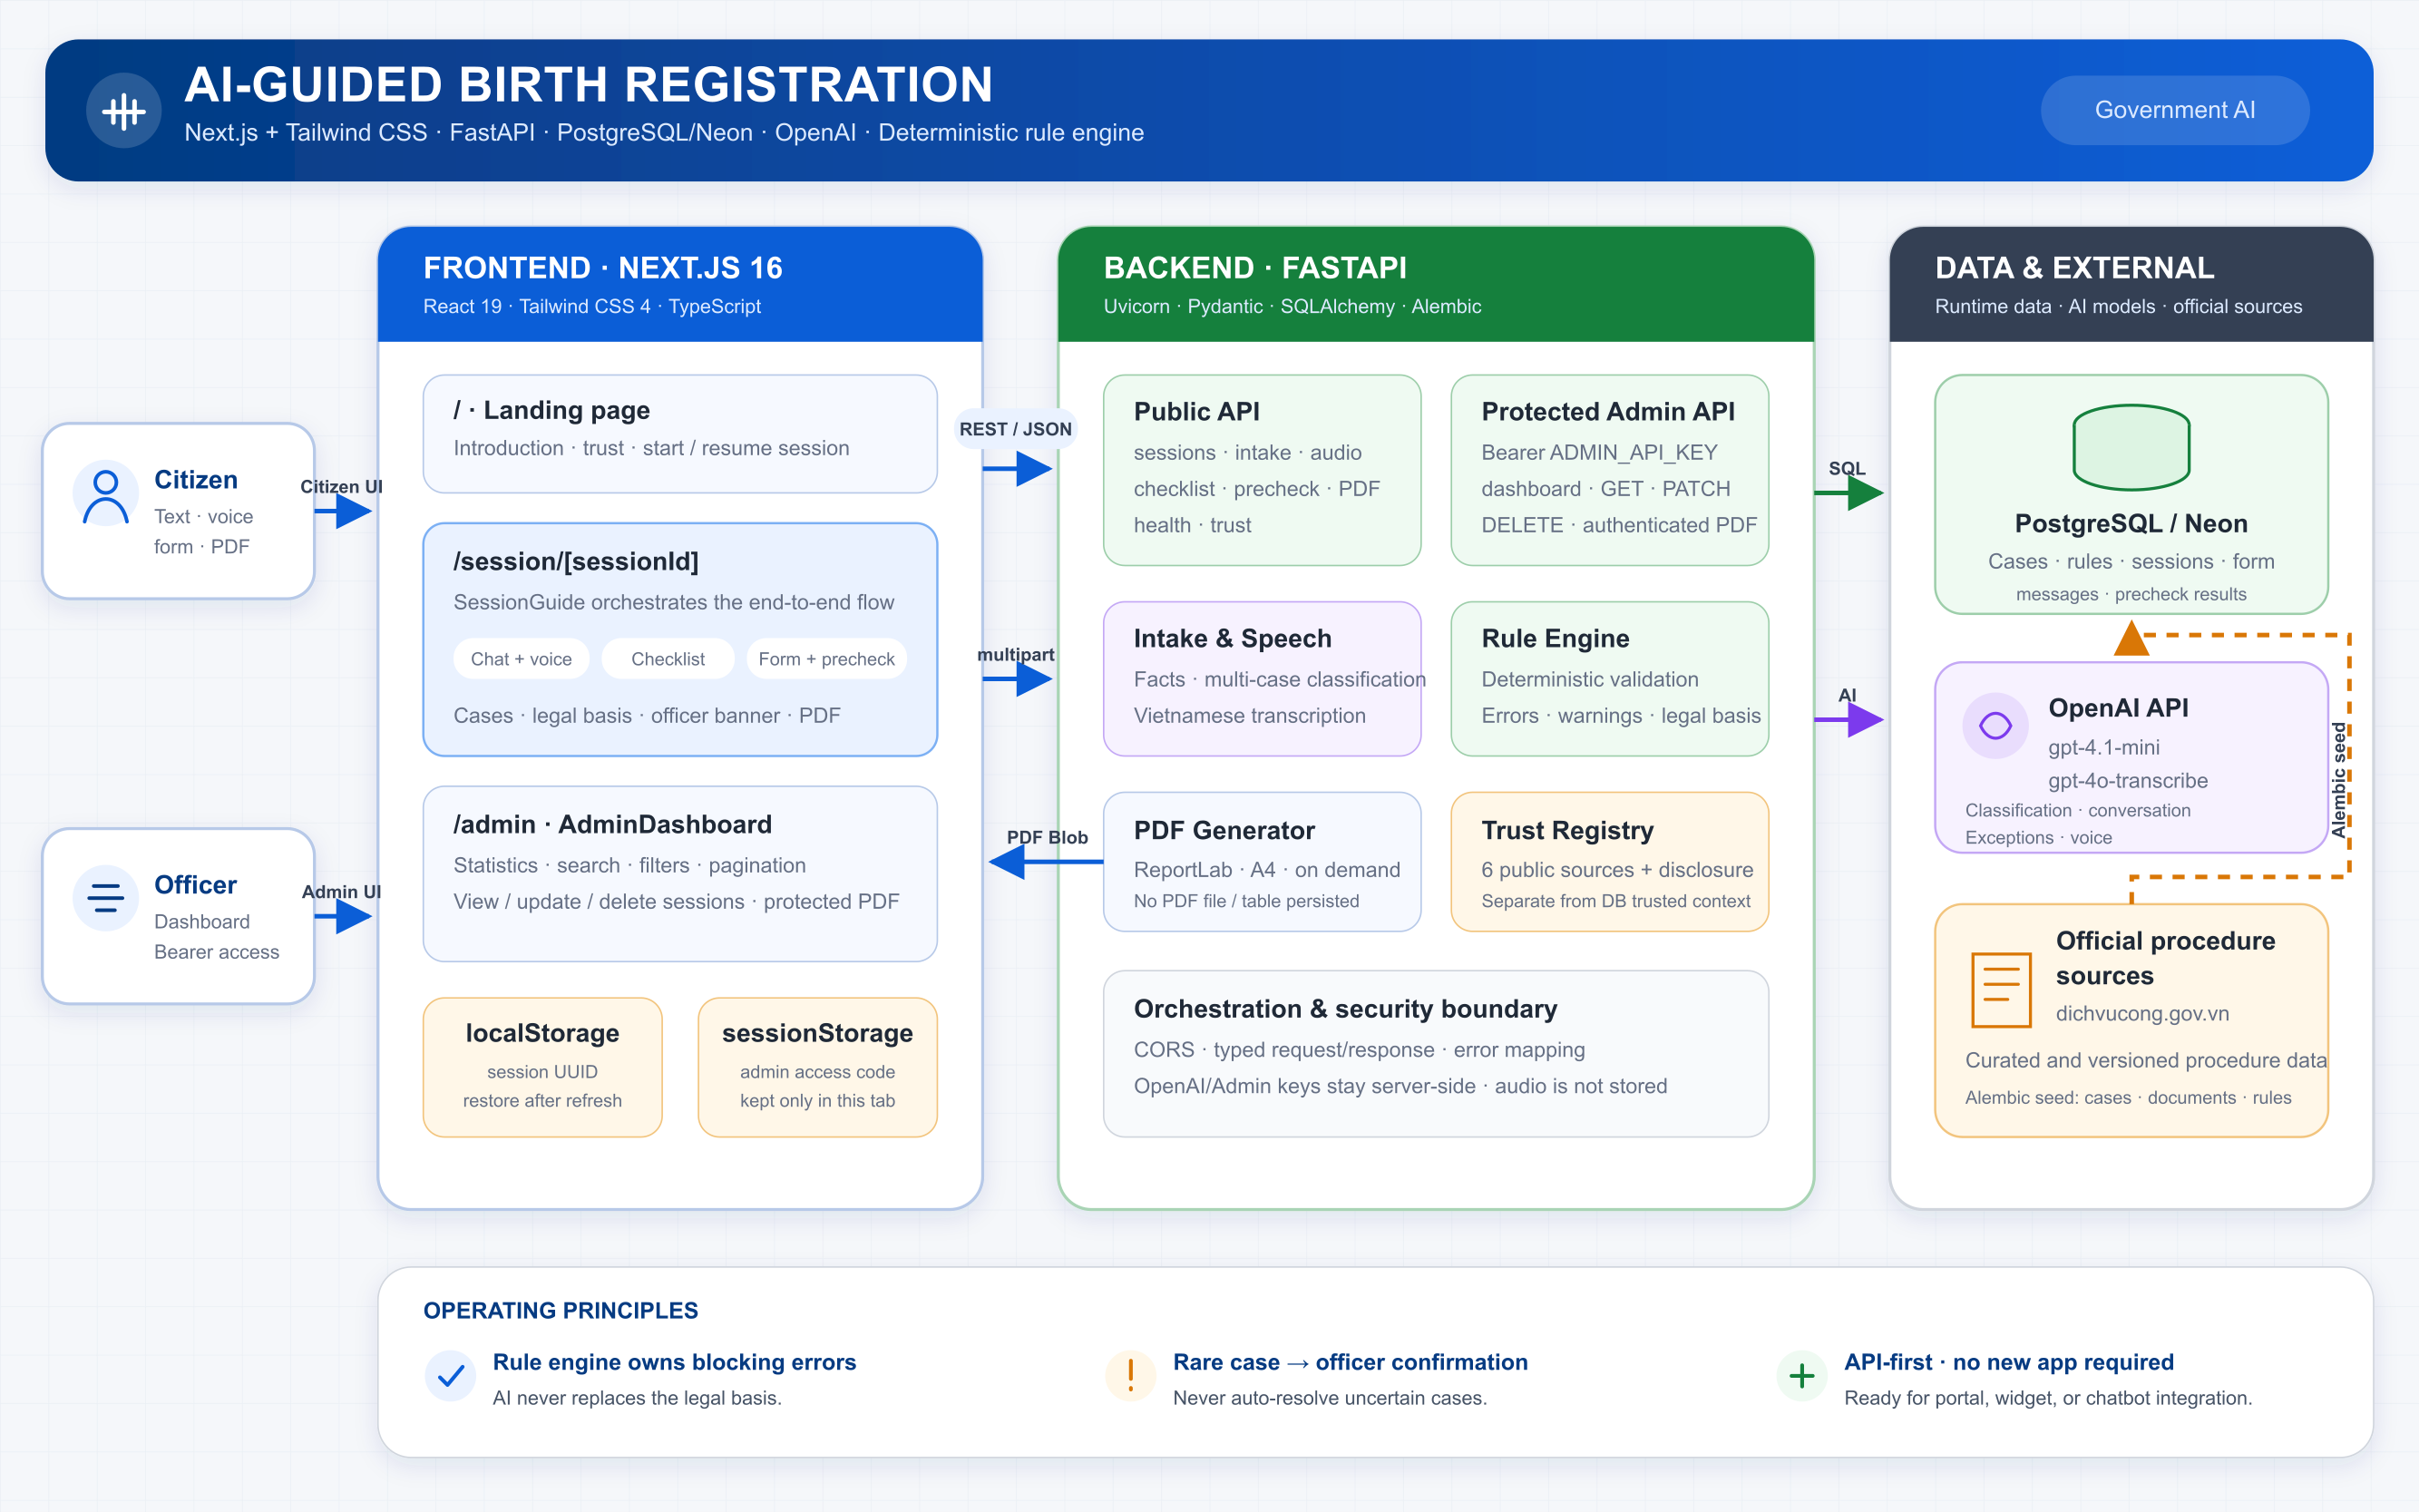 AI-GUIDED BIRTH REGISTRATION
Next.js + Tailwind CSS · FastAPI · PostgreSQL/Neon · OpenAI · Deterministic rule engine
Government AI
Citizen
Text · voice
form · PDF
Citizen UI
Officer
Dashboard
Bearer access
Admin UI
FRONTEND · NEXT.JS 16
React 19 · Tailwind CSS 4 · TypeScript
/ · Landing page
Introduction · trust · start / resume session
/session/[sessionId]
SessionGuide orchestrates the end-to-end flow
Chat + voice
Checklist
Form + precheck
Cases · legal basis · officer banner · PDF
/admin · AdminDashboard
Statistics · search · filters · pagination
View / update / delete sessions · protected PDF
localStorage
session UUID
restore after refresh
sessionStorage
admin access code
kept only in this tab
REST / JSON
multipart
PDF Blob
BACKEND · FASTAPI
Uvicorn · Pydantic · SQLAlchemy · Alembic
Public API
sessions · intake · audio
checklist · precheck · PDF
health · trust
Protected Admin API
Bearer ADMIN_API_KEY
dashboard · GET · PATCH
DELETE · authenticated PDF
Intake & Speech
Facts · multi-case classification
Vietnamese transcription
Rule Engine
Deterministic validation
Errors · warnings · legal basis
PDF Generator
ReportLab · A4 · on demand
No PDF file / table persisted
Trust Registry
6 public sources + disclosure
Separate from DB trusted context
Orchestration & security boundary
CORS · typed request/response · error mapping
OpenAI/Admin keys stay server-side · audio is not stored
SQL
AI
DATA & EXTERNAL
Runtime data · AI models · official sources
PostgreSQL / Neon
Cases · rules · sessions · form
messages · precheck results
OpenAI API
gpt-4.1-mini
gpt-4o-transcribe
Classification · conversation
Exceptions · voice
Alembic seed
Official procedure
sources
dichvucong.gov.vn
Curated and versioned procedure data
Alembic seed: cases · documents · rules
OPERATING PRINCIPLES
Rule engine owns blocking errors
AI never replaces the legal basis.
Rare case → officer confirmation
Never auto-resolve uncertain cases.
API-first · no new app required
Ready for portal, widget, or chatbot integration.